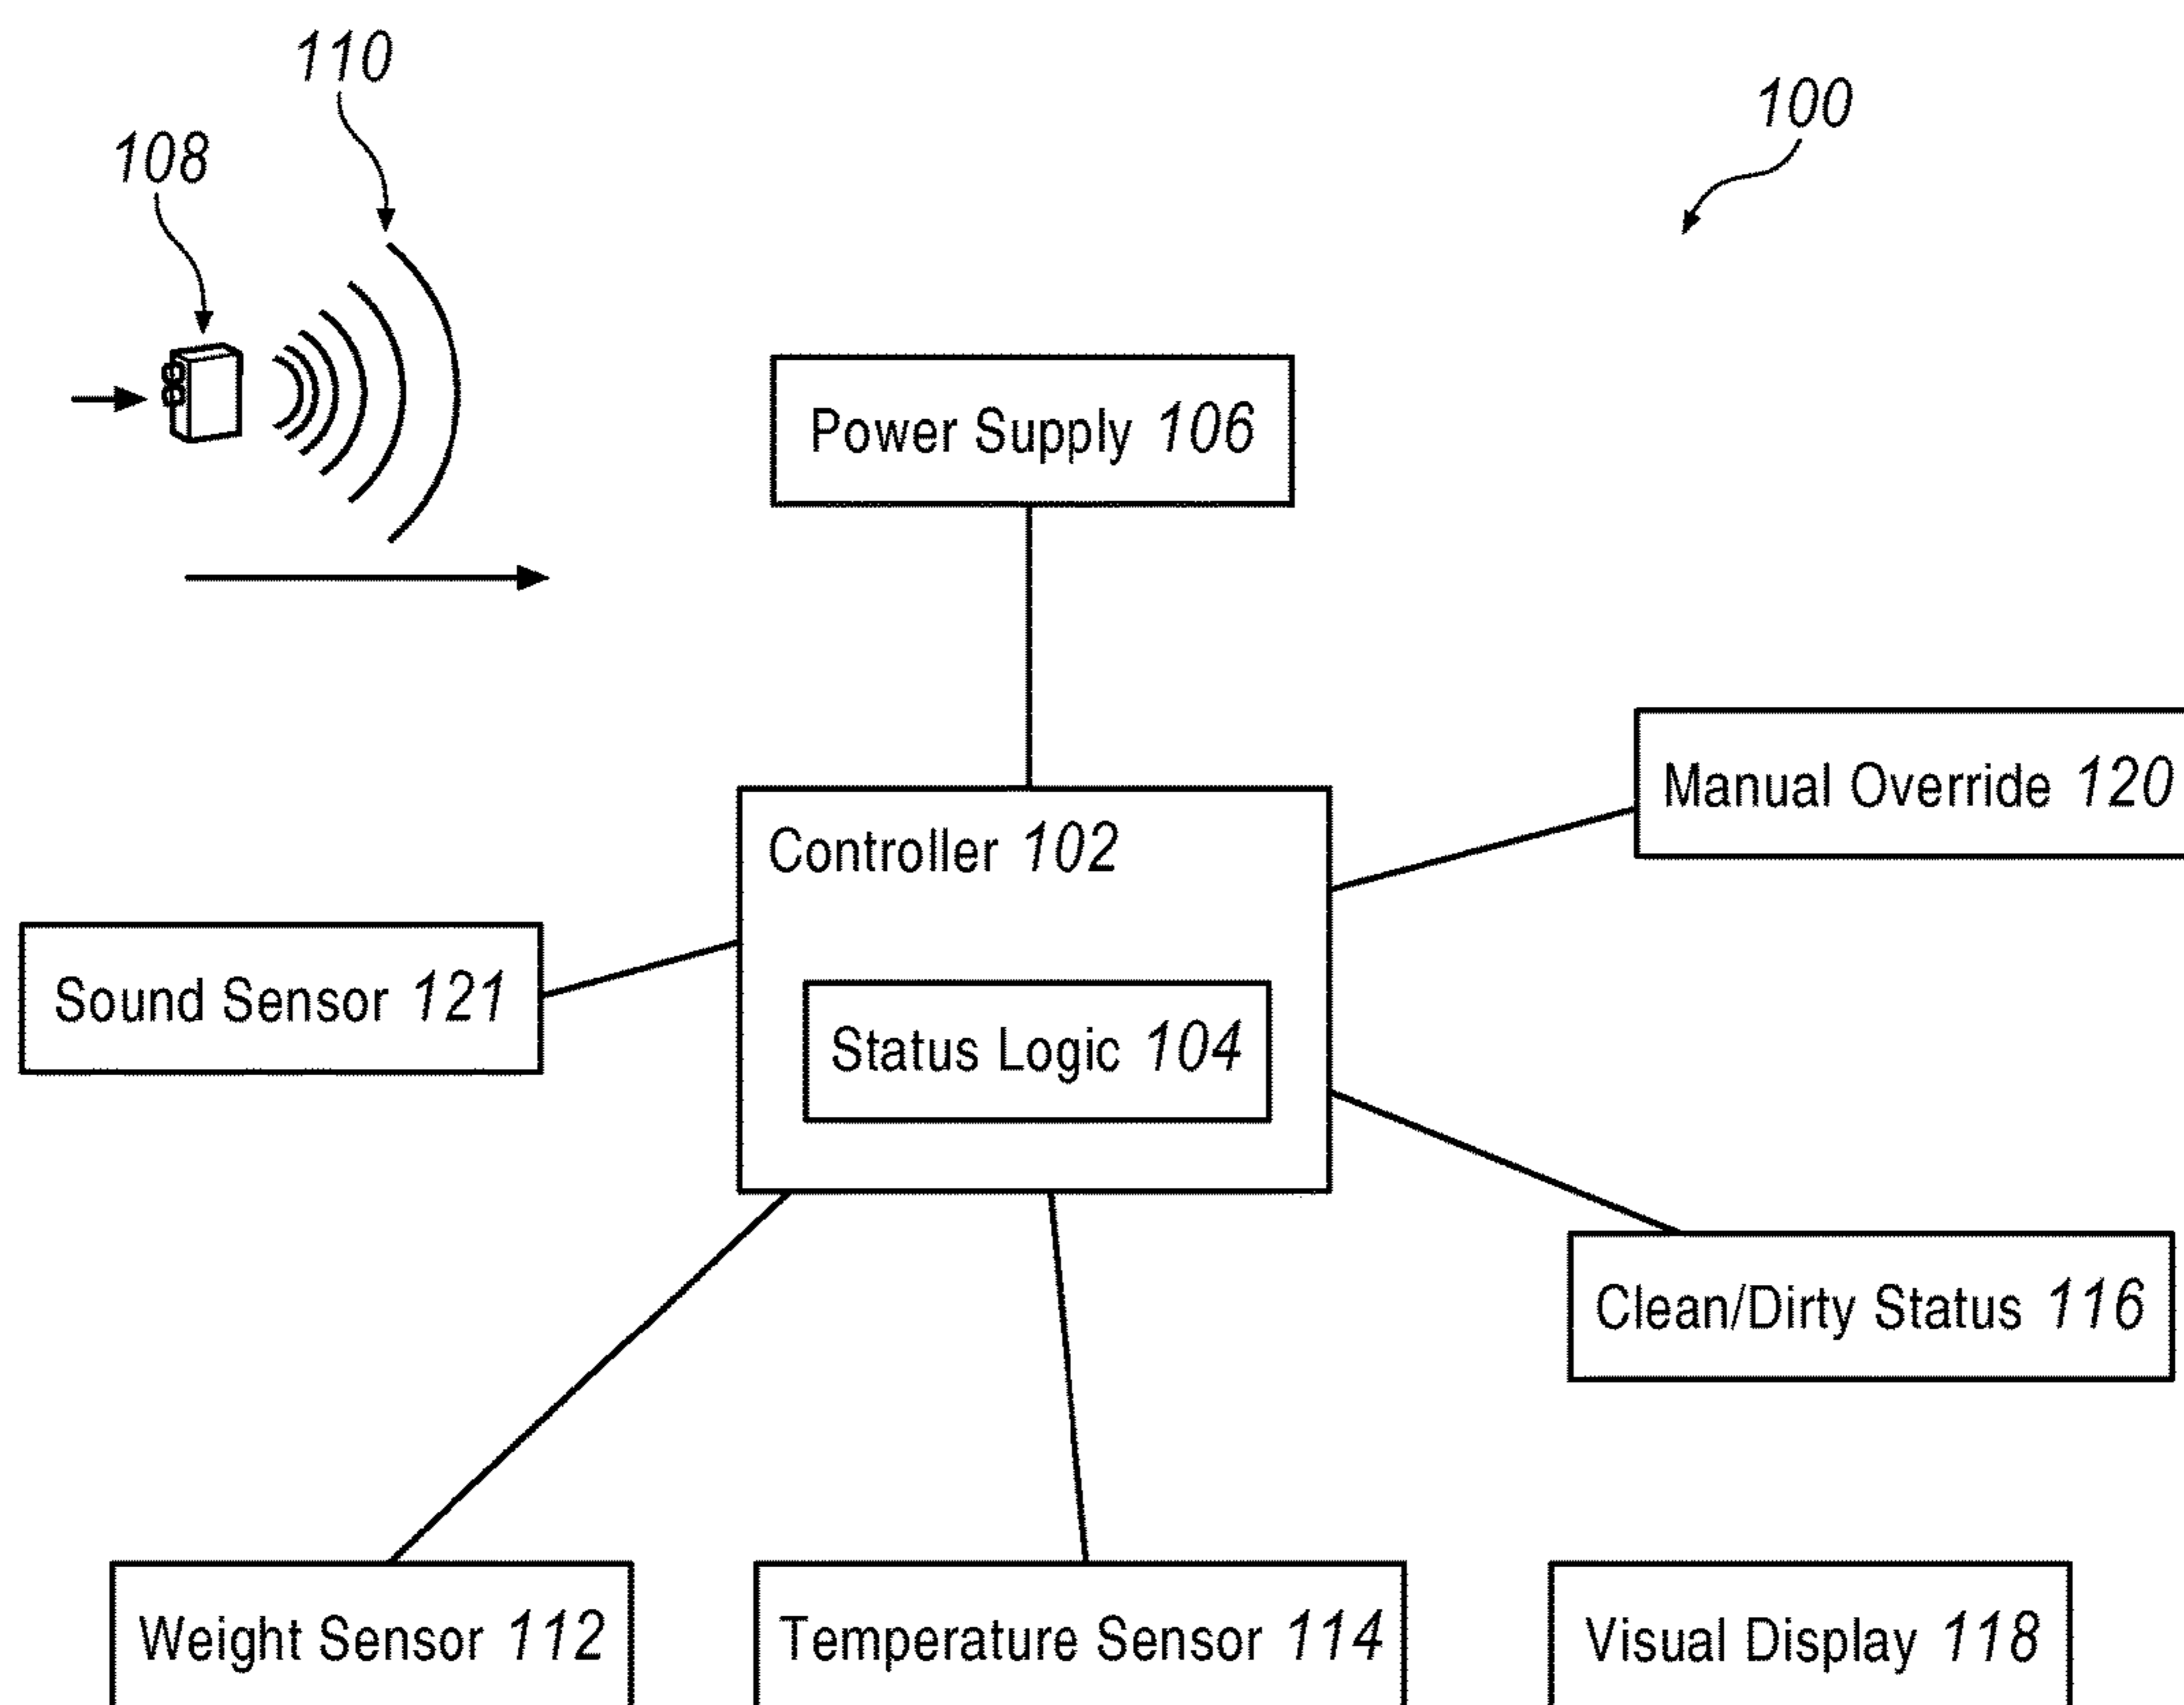 110
100
108
Power Supply 106
Manual Override 120
Controller 102
Sound Sensor 121
Status Logic 104
Clean/Dirty Status 116
Weight Sensor 112
Temperature Sensor 114
Visual Display 118